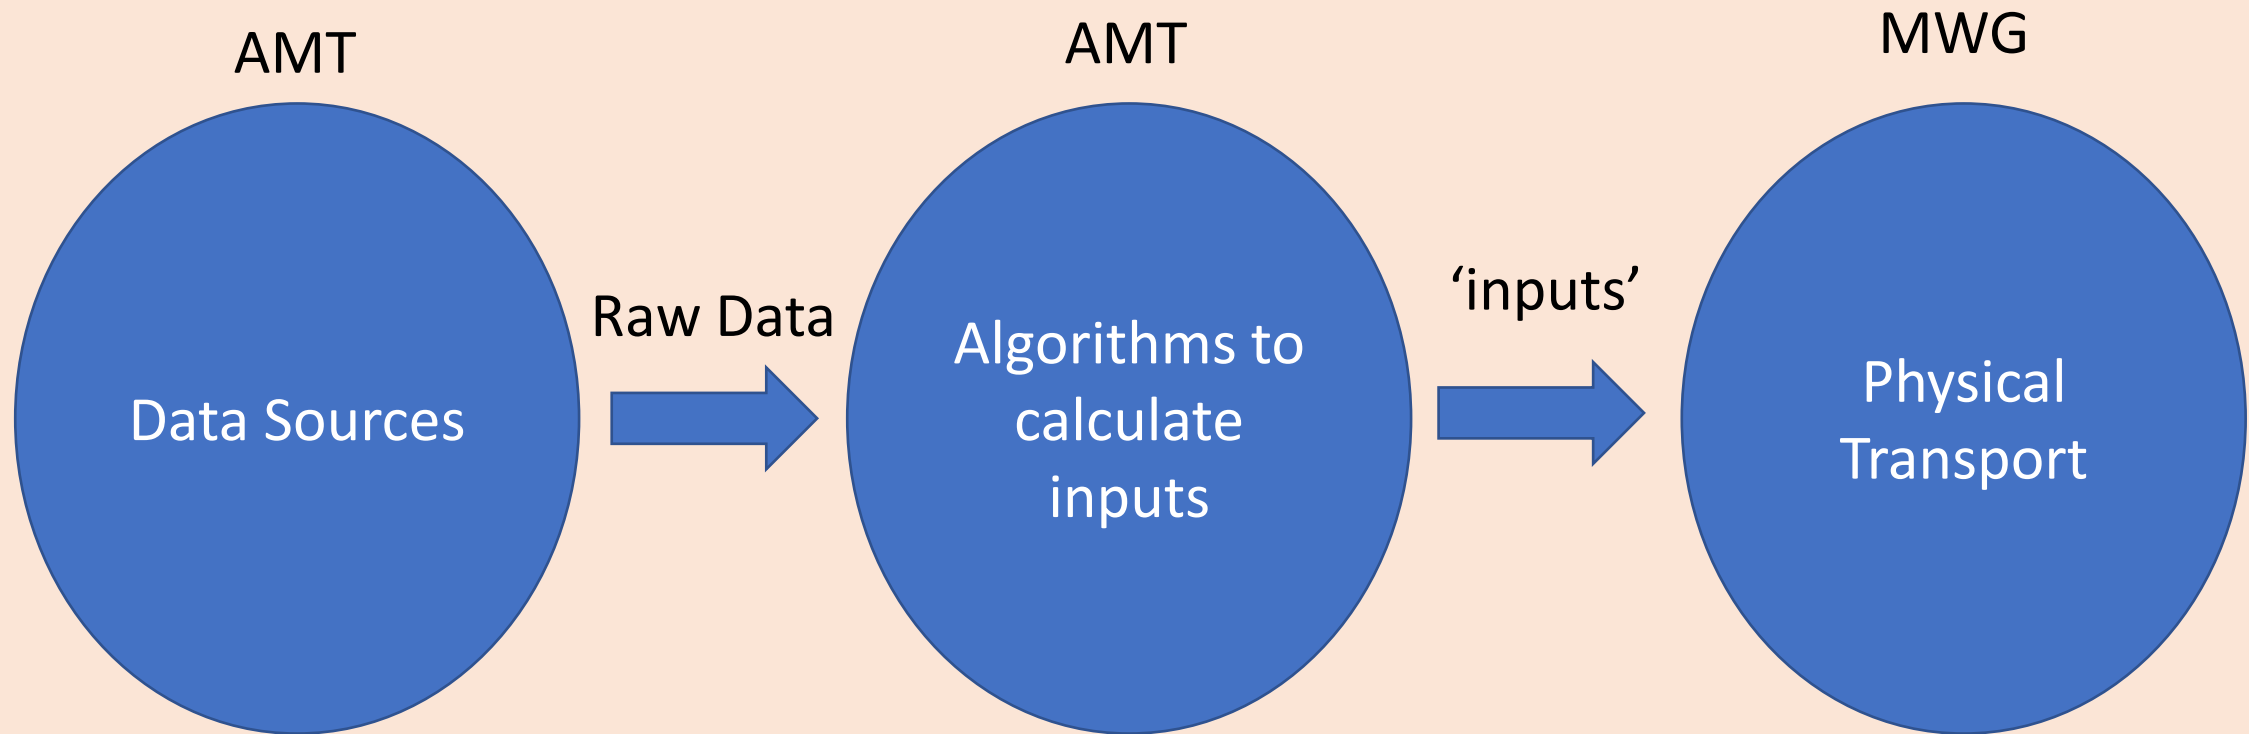 AMT
AMT
MWG
Data Sources
Raw Data
Algorithms to
calculate
inputs
‘inputs’
Physical
Transport